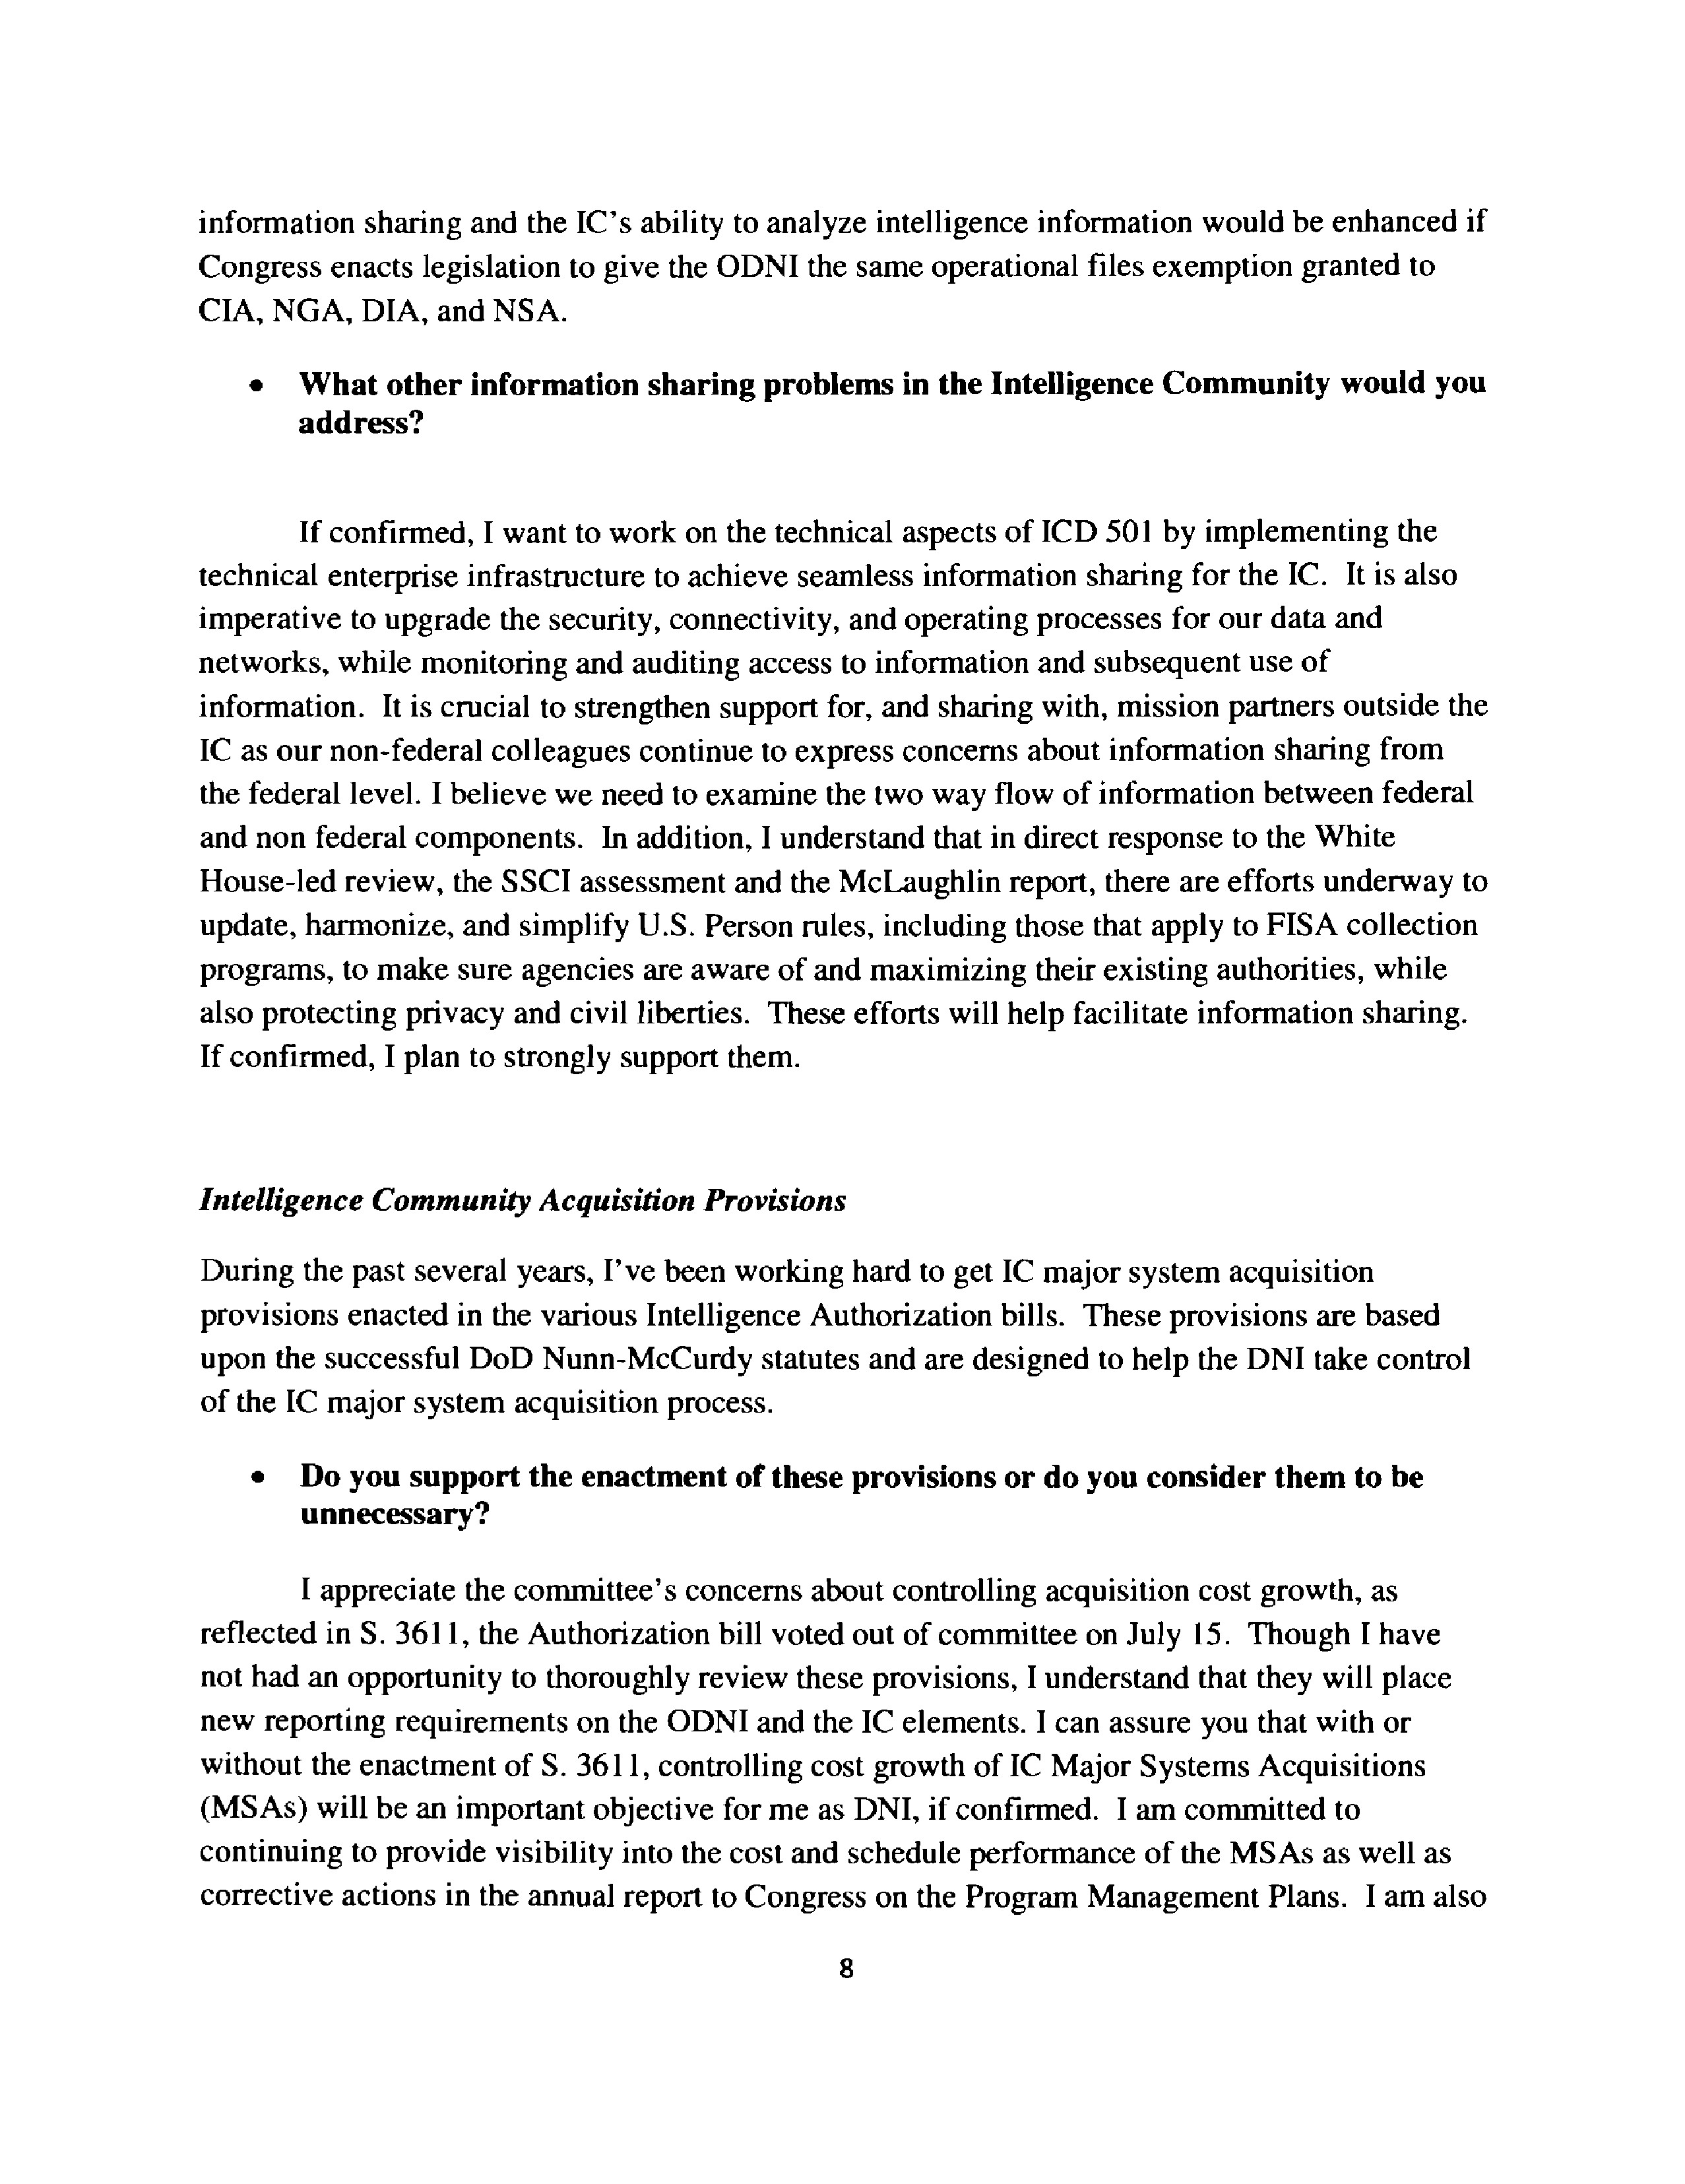 information sharing and the IC's ability to analyze intelligence information would be enhanced if
Congress enacts legislation to give the ODNI the same operational files exemption granted to
CIA, NGA, DIA, and NSA.
• What other information sharing problems in the Intelligence Community would you
address?
If confirmed, I want to work on the technical aspects of ICD 501 by implementing the
technical enterprise infrastructure to achieve seamless information sharing for the IC. It is also
imperative to upgrade the security, connectivity, and operating processes for our data and
networks, while monitoring and auditing access to information and subsequent use of
information. It is crucial to strengthen support for, and sharing with, mission partners outside the
IC as our non-federal colleagues continue to express concerns about information sharing from
the federal level. I believe we need to examine the two way flow of information between federal
and non federal components. In addition, I understand that in direct response to the White
House-led review, the SSCI assessment and the McLaughlin report, there are efforts underway to
update, harmonize, and simplify U.S. Person rules, including those that apply to FISA collection
programs, to make sure agencies are aware of and maximizing their existing authorities, while
also protecting privacy and civil liberties. These efforts will help facilitate information sharing.
If confirmed, I plan to strongly support them.
Intelligence Community Acquisition Provisions
During the past several years, I've been working hard to get IC major system acquisition
provisions enacted in the various Intelligence Authorization bills. These provisions are based
upon the successful DoD Nunn-McCurdy statutes and are designed to help the DNI take control
of the IC major system acquisition process.
• Do you support the enactment of these provisions or do you consider them to be
unnecessary?
I appreciate the committee's concerns about controlling acquisition cost growth, as
reflected in S. 3611, the Authorization bill voted out of committee on July 15. Though I have
not had an opportunity to thoroughly review these provisions, I understand that they will place
new reporting requirements on the ODNI and the IC elements. I can assure you that with or
without the enactment of S. 3611, controlling cost growth of IC Major Systems Acquisitions
(MSAs) will be an important objective for me as DNI, if confirmed. I am committed to
continuing to provide visibility into the cost and schedule performance of the MSAs as well as
corrective actions in the annual report to Congress on the Program Management Plans. I am also
8